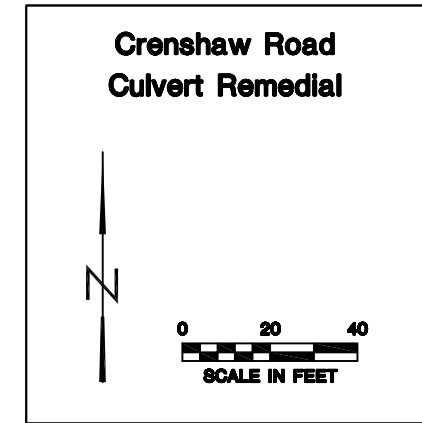 Crenshaw Road
Culvert Remedial
N
0 20 40
SCALE IN FEET